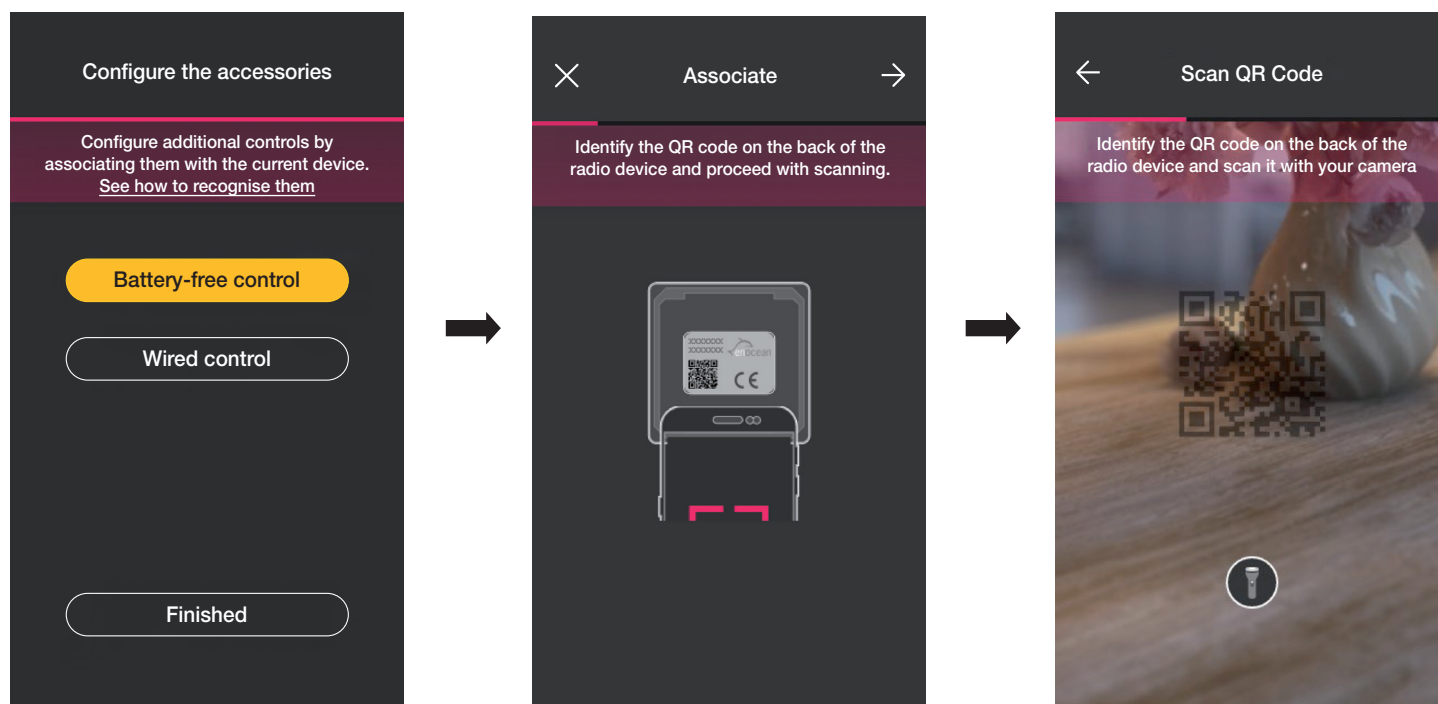 Configure the accessories
Configure additional controls by
associating them with the current device.
See how to recognise them
Battery-free control
Wired control
Finished
Associate
Identify the QR code on the back of the
radio device and proceed with scanning.
XXXXXXX
XXXXXXX
enocean
CE
Scan QR Code
Identify the QR code on the back of the
radio device and scan it with your camera